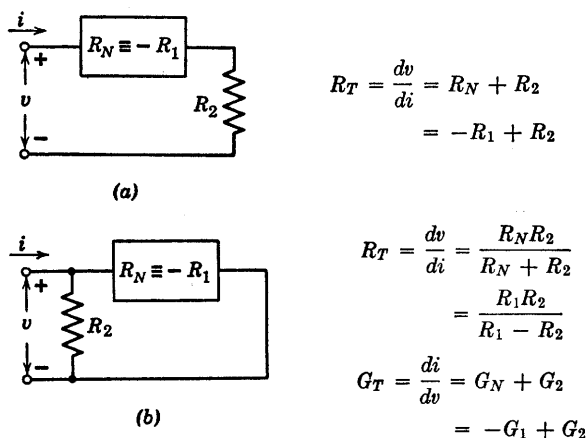 i
+
v
−
R_N ≡ − R_1
R_2
(a)
R_T = dv/di = R_N + R_2
= −R_1 + R_2
i
+
v
−
R_N ≡ − R_1
R_2
(b)
R_T = dv/di = R_N R_2/(R_N + R_2)
= R_1 R_2/(R_1 − R_2)
G_T = di/dv = G_N + G_2
= −G_1 + G_2